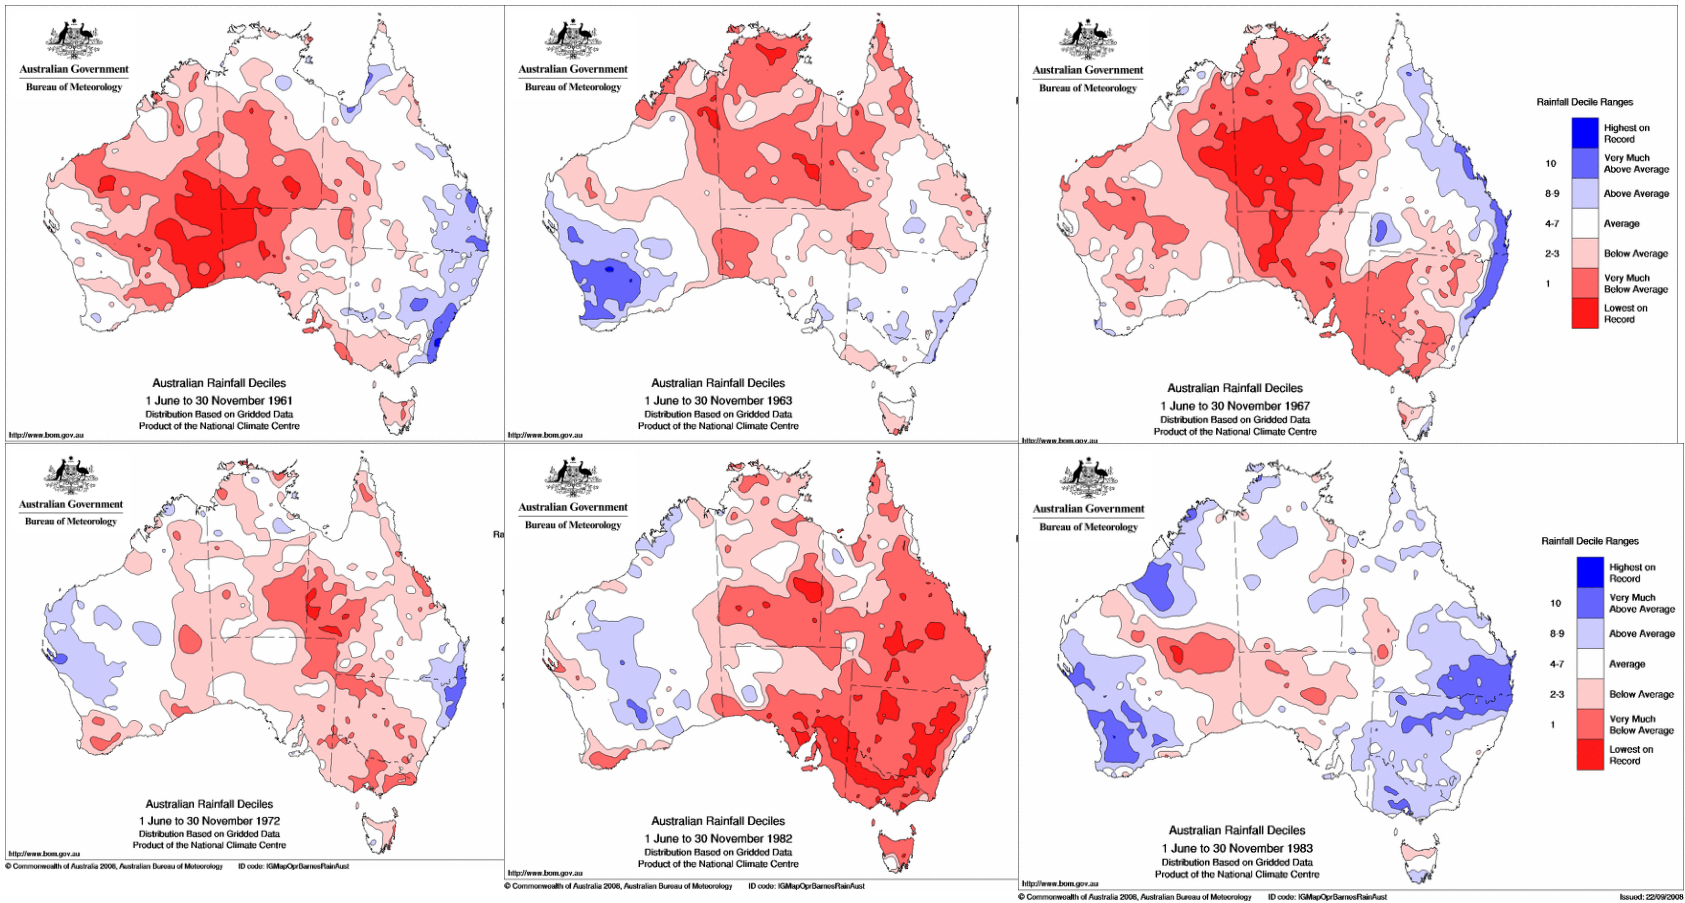 Australian Government
Bureau of Meteorology
Australian Rainfall Deciles
1 June to 30 November 1961
Distribution Based on Gridded Data
Product of the National Climate Centre
http://www.bom.gov.au
Australian Government
Bureau of Meteorology
Australian Rainfall Deciles
1 June to 30 November 1963
Distribution Based on Gridded Data
Product of the National Climate Centre
http://www.bom.gov.au
Australian Government
Bureau of Meteorology
Rainfall Decile Ranges
Highest on
Record
10 Very Much
Above Average
8-9 Above Average
4-7 Average
2-3 Below Average
1 Very Much
Below Average
Lowest on
Record
Australian Rainfall Deciles
1 June to 30 November 1967
Distribution Based on Gridded Data
Product of the National Climate Centre
http://www.bom.gov.au
Australian Government
Bureau of Meteorology
Ra
Australian Rainfall Deciles
1 June to 30 November 1972
Distribution Based on Gridded Data
Product of the National Climate Centre
http://www.bom.gov.au
© Commonwealth of Australia 2008, Australian Bureau of Meteorology ID code: IGMapOprBarnesRainAust
Australian Government
Bureau of Meteorology
Australian Rainfall Deciles
1 June to 30 November 1982
Distribution Based on Gridded Data
Product of the National Climate Centre
http://www.bom.gov.au
© Commonwealth of Australia 2008, Australian Bureau of Meteorology ID code: IGMapOprBarnesRainAust
Australian Government
Bureau of Meteorology
Rainfall Decile Ranges
Highest on
Record
10 Very Much
Above Average
8-9 Above Average
4-7 Average
2-3 Below Average
1 Very Much
Below Average
Lowest on
Record
Australian Rainfall Deciles
1 June to 30 November 1983
Distribution Based on Gridded Data
Product of the National Climate Centre
http://www.bom.gov.au
© Commonwealth of Australia 2008, Australian Bureau of Meteorology ID code: IGMapOprBarnesRainAust Issued: 22/09/2008